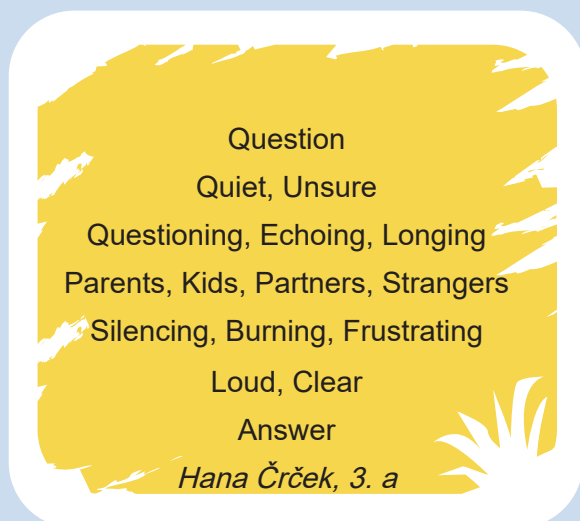 Question
Quiet, Unsure
Questioning, Echoing, Longing
Parents, Kids, Partners, Strangers
Silencing, Burning, Frustrating
Loud, Clear
Answer
Hana Črček, 3. a